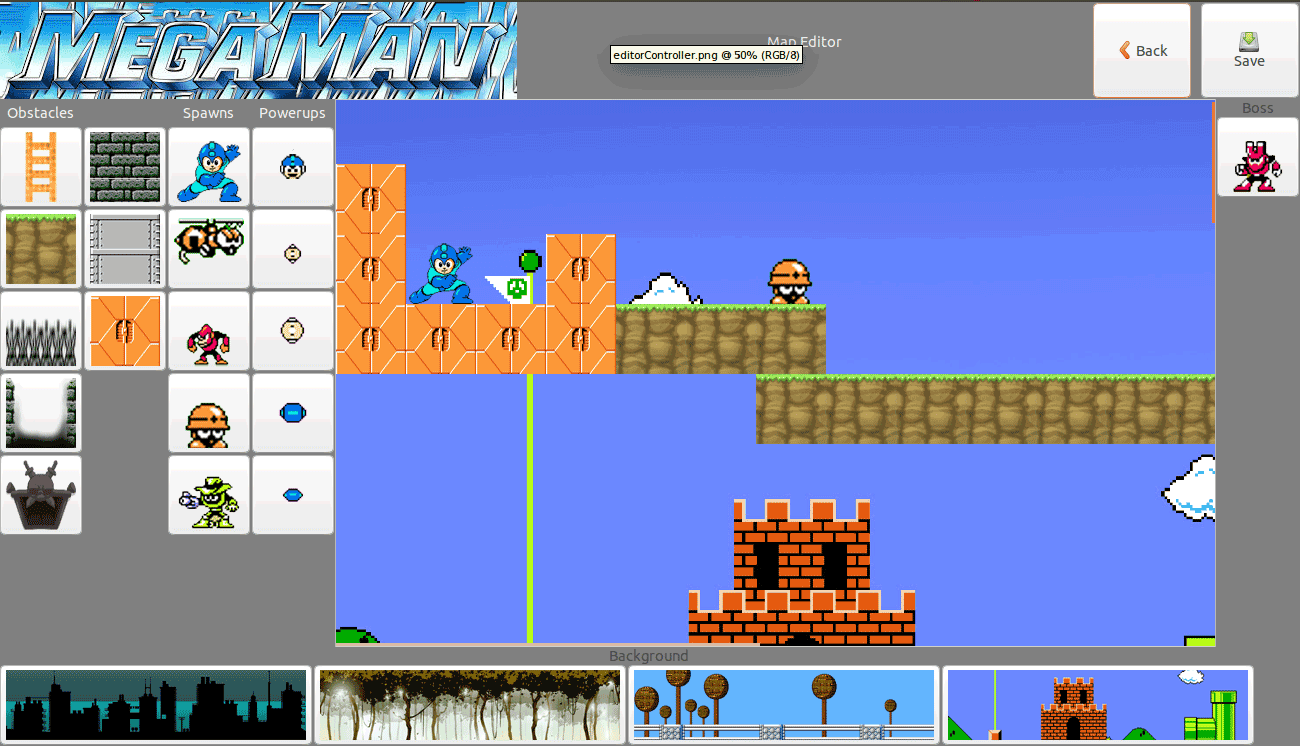 MEGAMAN
Map Editor
editorController.png @ 50% (RGB/8)
Back
Save
Obstacles
Spawns
Powerups
Boss
Background